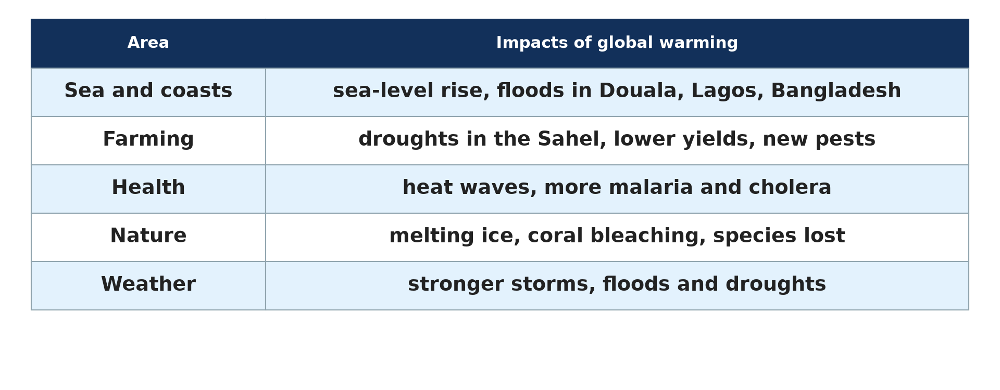 Area Impacts of global warming
Sea and coasts sea-level rise, floods in Douala, Lagos, Bangladesh
Farming droughts in the Sahel, lower yields, new pests
Health heat waves, more malaria and cholera
Nature melting ice, coral bleaching, species lost
Weather stronger storms, floods and droughts